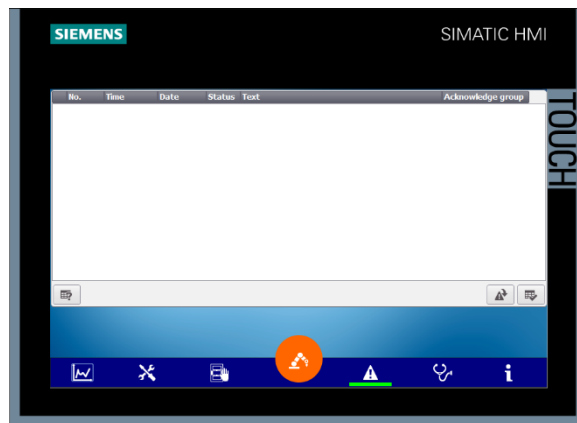 SIEMENS
SIMATIC HMI
No. Time Date Status Text Acknowledge group
TOUCH